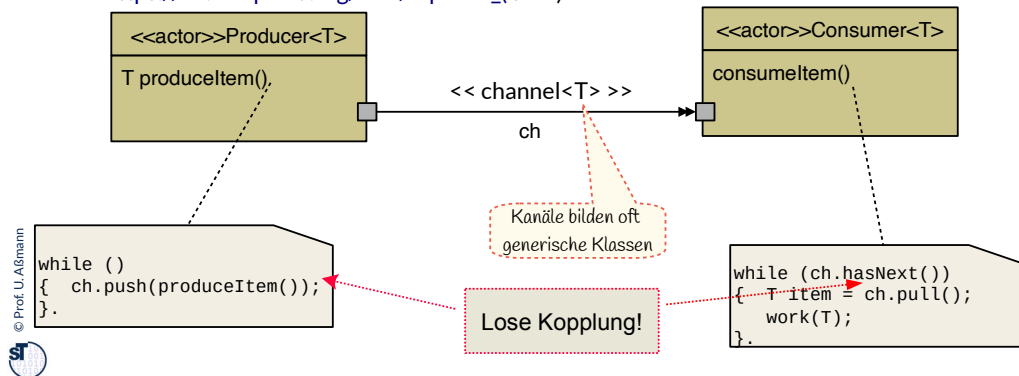 <<actor>>Producer<T>
T produceItem()
<< channel<T> >>
ch
<<actor>>Consumer<T>
consumeItem()
Kanäle bilden oft
generische Klassen
while ()
{  ch.push(produceItem());
}.
Lose Kopplung!
while (ch.hasNext())
{  T item = ch.pull();
   work(T);
}.
© Prof. U. Aßmann
ST